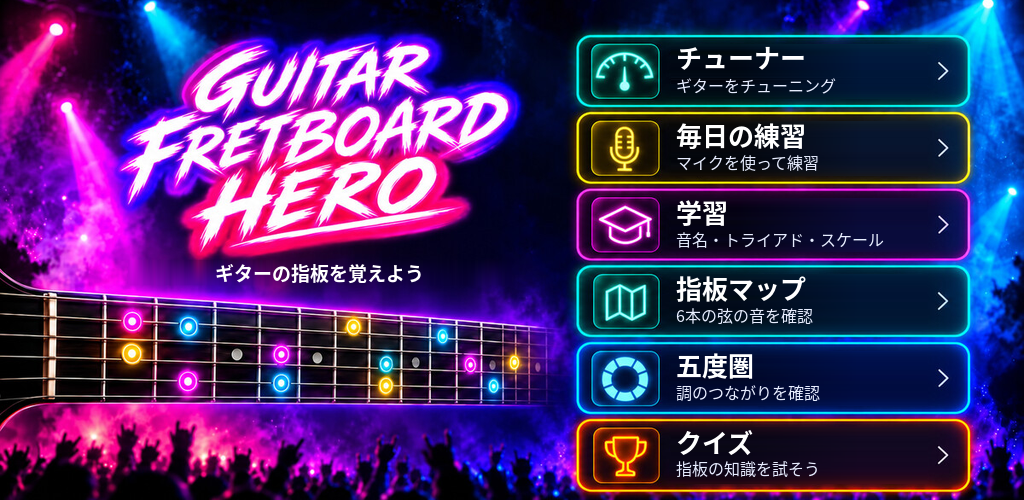 GUITAR
FRETBOARD
HERO
ギターの指板を覚えよう
チューナー
ギターをチューニング
毎日の練習
マイクを使って練習
学習
音名・トライアド・スケール
指板マップ
6本の弦の音を確認
五度圏
調のつながりを確認
クイズ
指板の知識を試そう